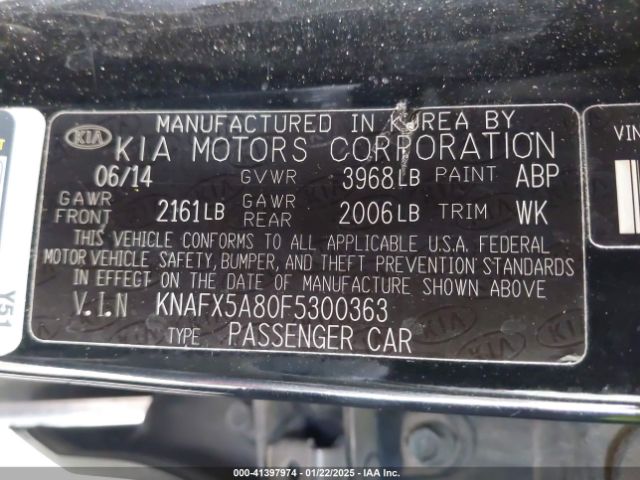 MANUFACTURED IN KOREA BY
KIA KIA MOTORS CORPORATION
06/14 GVWR 3968LB PAINT ABP
GAWR FRONT 2161LB GAWR REAR 2006LB TRIM WK
THIS VEHICLE CONFORMS TO ALL APPLICABLE U.S.A. FEDERAL
MOTOR VEHICLE SAFETY, BUMPER, AND THEFT PREVENTION STANDARDS
IN EFFECT ON THE DATE OF MANUFACTURE SHOWN ABOVE
V.I.N KNAFX5A80F5300363
TYPE PASSENGER CAR
VIN
Y51
000-41397974 | 01/22/2025 | IAA Inc.